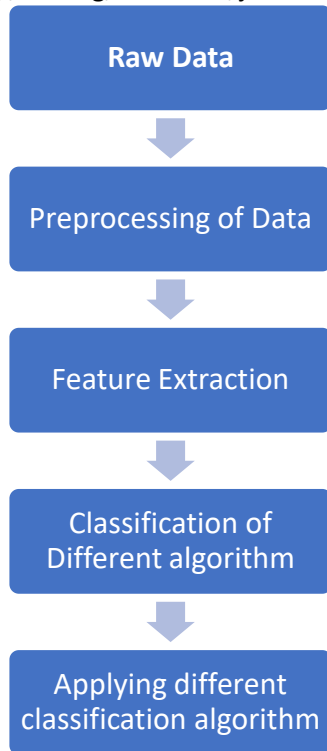 Raw Data
Preprocessing of Data
Feature Extraction
Classification of
Different algorithm
Applying different
classification algorithm